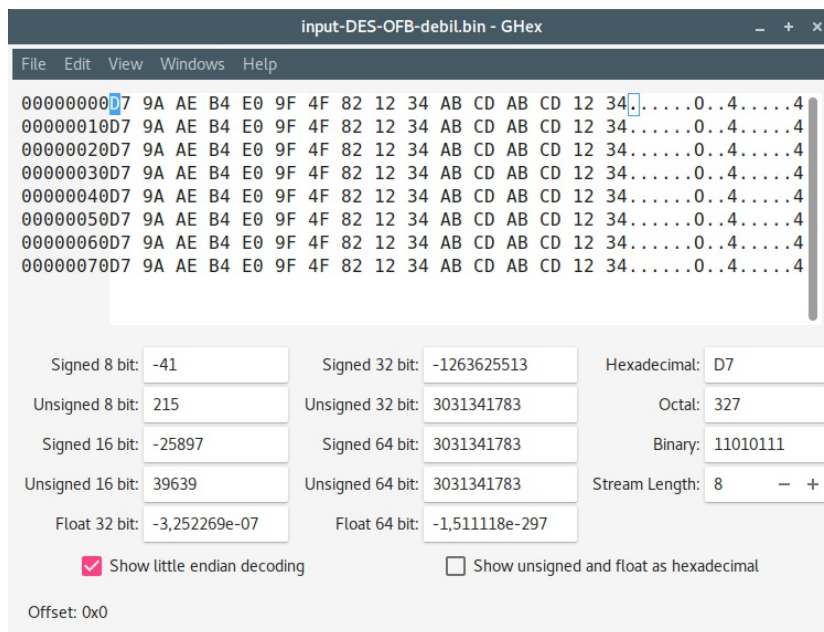 input-DES-OFB-debil.bin - GHex
File Edit View Windows Help
00000000D7 9A AE B4 E0 9F 4F 82 12 34 AB CD AB CD 12 34......O..4.....4
00000010D7 9A AE B4 E0 9F 4F 82 12 34 AB CD AB CD 12 34......O..4.....4
00000020D7 9A AE B4 E0 9F 4F 82 12 34 AB CD AB CD 12 34......O..4.....4
00000030D7 9A AE B4 E0 9F 4F 82 12 34 AB CD AB CD 12 34......O..4.....4
00000040D7 9A AE B4 E0 9F 4F 82 12 34 AB CD AB CD 12 34......O..4.....4
00000050D7 9A AE B4 E0 9F 4F 82 12 34 AB CD AB CD 12 34......O..4.....4
00000060D7 9A AE B4 E0 9F 4F 82 12 34 AB CD AB CD 12 34......O..4.....4
00000070D7 9A AE B4 E0 9F 4F 82 12 34 AB CD AB CD 12 34......O..4.....4
Signed 8 bit: -41 Signed 32 bit: -1263625513 Hexadecimal: D7
Unsigned 8 bit: 215 Unsigned 32 bit: 3031341783 Octal: 327
Signed 16 bit: -25897 Signed 64 bit: 3031341783 Binary: 11010111
Unsigned 16 bit: 39639 Unsigned 64 bit: 3031341783 Stream Length: 8 − +
Float 32 bit: -3,252269e-07 Float 64 bit: -1,511118e-297
Show little endian decoding Show unsigned and float as hexadecimal
Offset: 0x0